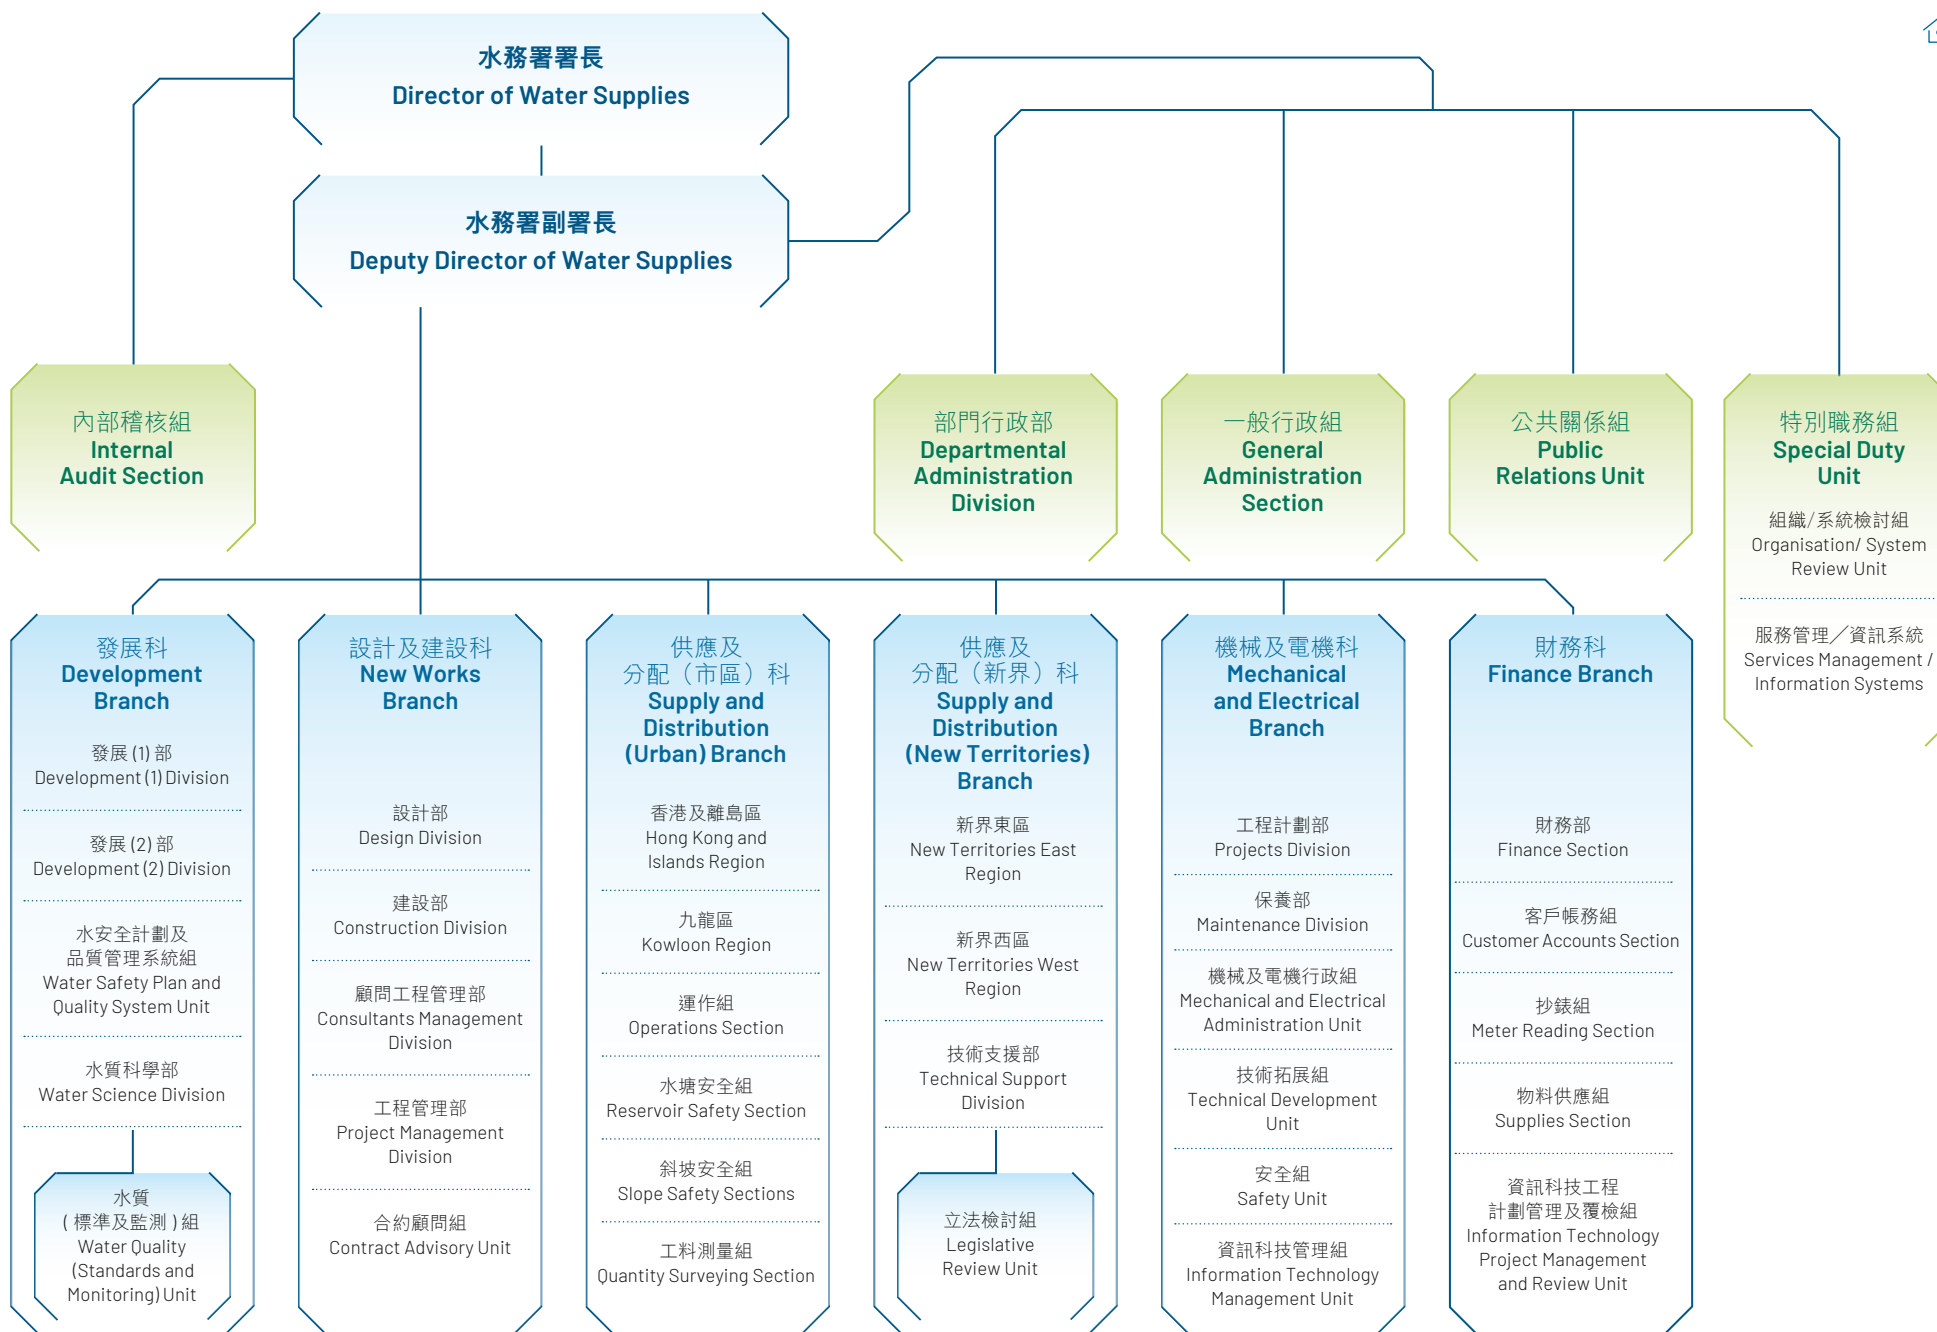 水務署署長
Director of Water Supplies
水務署副署長
Deputy Director of Water Supplies
內部稽核組
Internal
Audit Section
部門行政部
Departmental
Administration
Division
一般行政組
General
Administration
Section
公共關係組
Public
Relations Unit
特別職務組
Special Duty
Unit
組織/系統檢討組
Organisation/ System
Review Unit
服務管理／資訊系統
Services Management /
Information Systems
發展科
Development
Branch
發展 (1) 部
Development (1) Division
發展 (2) 部
Development (2) Division
水安全計劃及
品質管理系統組
Water Safety Plan and
Quality System Unit
水質科學部
Water Science Division
水質
( 標準及監測 ) 組
Water Quality
(Standards and
Monitoring) Unit
設計及建設科
New Works
Branch
設計部
Design Division
建設部
Construction Division
顧問工程管理部
Consultants Management
Division
工程管理部
Project Management
Division
合約顧問組
Contract Advisory Unit
供應及
分配（市區）科
Supply and
Distribution
(Urban) Branch
香港及離島區
Hong Kong and
Islands Region
九龍區
Kowloon Region
運作組
Operations Section
水塘安全組
Reservoir Safety Section
斜坡安全組
Slope Safety Sections
工料測量組
Quantity Surveying Section
供應及
分配（新界）科
Supply and
Distribution
(New Territories)
Branch
新界東區
New Territories East
Region
新界西區
New Territories West
Region
技術支援部
Technical Support
Division
立法檢討組
Legislative
Review Unit
機械及電機科
Mechanical
and Electrical
Branch
工程計劃部
Projects Division
保養部
Maintenance Division
機械及電機行政組
Mechanical and Electrical
Administration Unit
技術拓展組
Technical Development
Unit
安全組
Safety Unit
資訊科技管理組
Information Technology
Management Unit
財務科
Finance Branch
財務部
Finance Section
客戶帳務組
Customer Accounts Section
抄錶組
Meter Reading Section
物料供應組
Supplies Section
資訊科技工程
計劃管理及覆檢組
Information Technology
Project Management
and Review Unit